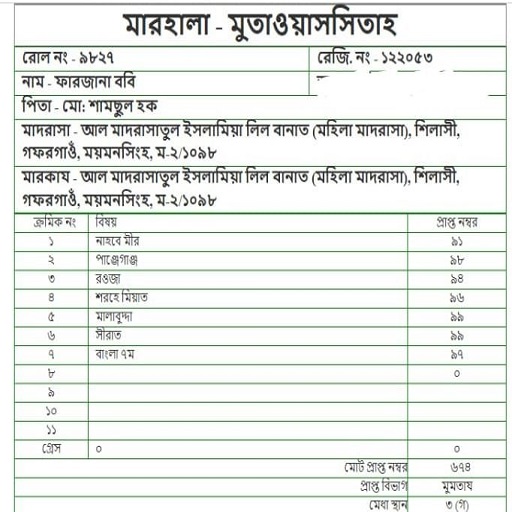 মারহালা - মুতাওয়াসসিতাহ
রোল নং - ৯৮২৭ রেজি. নং - ১২২০৫৩
নাম - ফারজানা ববি
পিতা - মো: শামছুল হক
মাদরাসা - আল মাদরাসাতুল ইসলামিয়া লিল বানাত (মহিলা মাদরাসা), শিলাসী,
গফরগাওঁ, ময়মনসিংহ, ম-২/১০৯৮
মারকায - আল মাদরাসাতুল ইসলামিয়া লিল বানাত (মহিলা মাদরাসা), শিলাসী,
গফরগাওঁ, ময়মনসিংহ, ম-২/১০৯৮
ক্রমিক নং বিষয় প্রাপ্ত নম্বর
১ নাহবে মীর ৯১
২ পাঞ্জেগাঞ্জ ৯৮
৩ রওজা ৯৪
৪ শরহে মিয়াত ৯৬
৫ মালাবুদ্দা ৯৯
৬ সীরাত ৯৯
৭ বাংলা ৭ম ৯৭
৮ ০
৯
১০
১১
গ্রেস ০ ০
মোট প্রাপ্ত নম্বর ৬৭৪
প্রাপ্ত বিভাগ মুমতায
মেধা স্থান ৩ (গ)